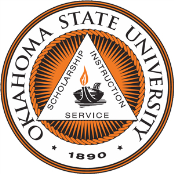 OKLAHOMA STATE UNIVERSITY
SCHOLARSHIP
INSTRUCTION
SERVICE
★ 1890 ★